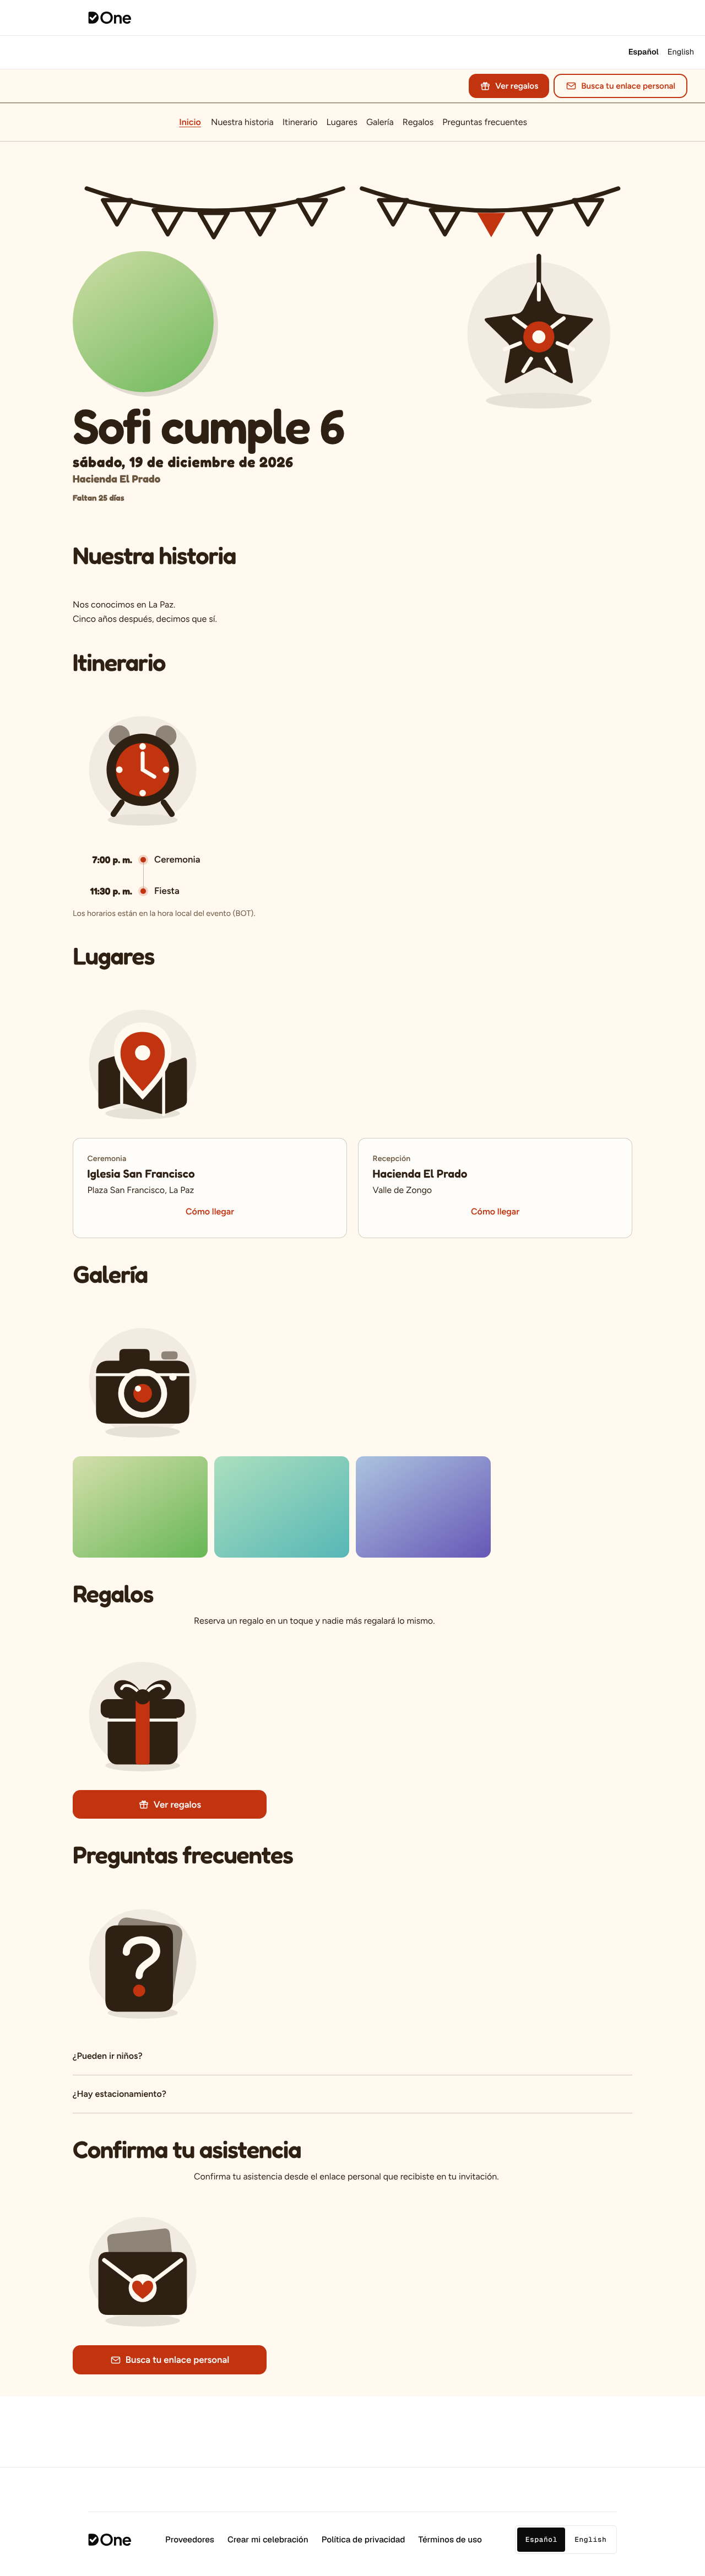 One
Español English
Ver regalos Busca tu enlace personal
Inicio Nuestra historia Itinerario Lugares Galería Regalos Preguntas frecuentes
Sofi cumple 6
sábado, 19 de diciembre de 2026
Hacienda El Prado
Faltan 25 días
Nuestra historia
Nos conocimos en La Paz.
Cinco años después, decimos que sí.
Itinerario
7:00 p. m. Ceremonia
11:30 p. m. Fiesta
Los horarios están en la hora local del evento (BOT).
Lugares
Ceremonia
Iglesia San Francisco
Plaza San Francisco, La Paz
Cómo llegar
Recepción
Hacienda El Prado
Valle de Zongo
Cómo llegar
Galería
Regalos
Reserva un regalo en un toque y nadie más regalará lo mismo.
Ver regalos
Preguntas frecuentes
?
¿Pueden ir niños?
¿Hay estacionamiento?
Confirma tu asistencia
Confirma tu asistencia desde el enlace personal que recibiste en tu invitación.
Busca tu enlace personal
One
Proveedores Crear mi celebración Política de privacidad Términos de uso
Español English